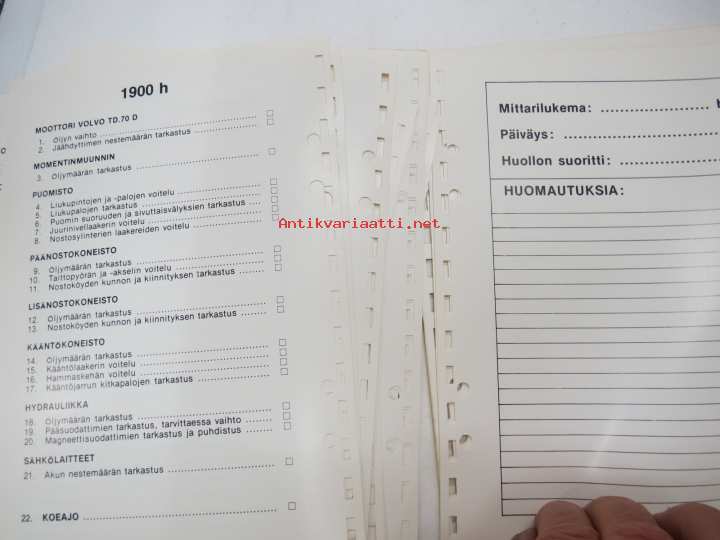 1900 h
MOOTTORI VOLVO TD.70 D
1. Öljyn vaihto
2. Jäähdyttimen nestemäärän tarkastus
MOMENTINMUUNNIN
3. Öljymäärän tarkastus
PUOMISTO
4. Liukupintojen ja -palojen voitelu
5. Liukupalojen tarkastus
6. Puomin suoruuden ja sivuttaisvälyksien tarkastus
7. Juurinivellaakerin voitelu
8. Nostosylinterien laakereiden voitelu
PÄÄNOSTOKONEISTO
9. Öljymäärän tarkastus
10. Taittopyörän ja -akselin voitelu
11. Nostoköyden kunnon ja kiinnityksen tarkastus
LISÄNOSTOKONEISTO
12. Öljymäärän tarkastus
13. Nostoköyden kunnon ja kiinnityksen tarkastus
KÄÄNTÖKONEISTO
14. Öljymäärän tarkastus
15. Kääntölaakerin voitelu
16. Hammaskehän voitelu
17. Kääntöjarrun kitkapalojen tarkastus
HYDRAULIIKKA
18. Öljymäärän tarkastus
19. Pääsuodattimien tarkastus, tarvittaessa vaihto
20. Magneettisuodattimien tarkastus ja puhdistus
SÄHKÖLAITTEET
21. Akun nestemäärän tarkastus
22. KOEAJO
Mittarilukema:
Päiväys:
Huollon suoritti:
HUOMAUTUKSIA:
Antikvariaatti.net